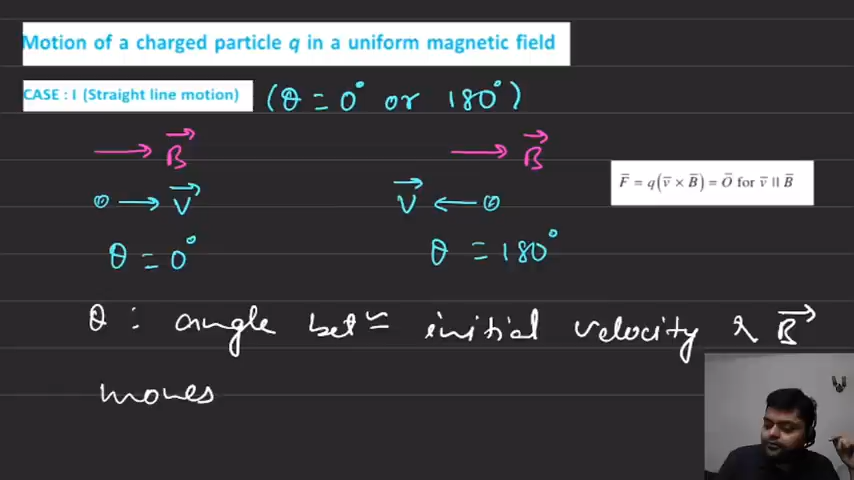 Motion of a charged particle q in a uniform magnetic field
CASE : I (Straight line motion) (θ = 0° or 180°)
→ B⃗ → B⃗
⊕ → V⃗ V⃗ ← ⊕
F̅ = q(v̅ × B̅) = O̅ for v̅ || B̅
θ = 0° θ = 180°
θ : angle betⁿ initial velocity & B⃗
moves